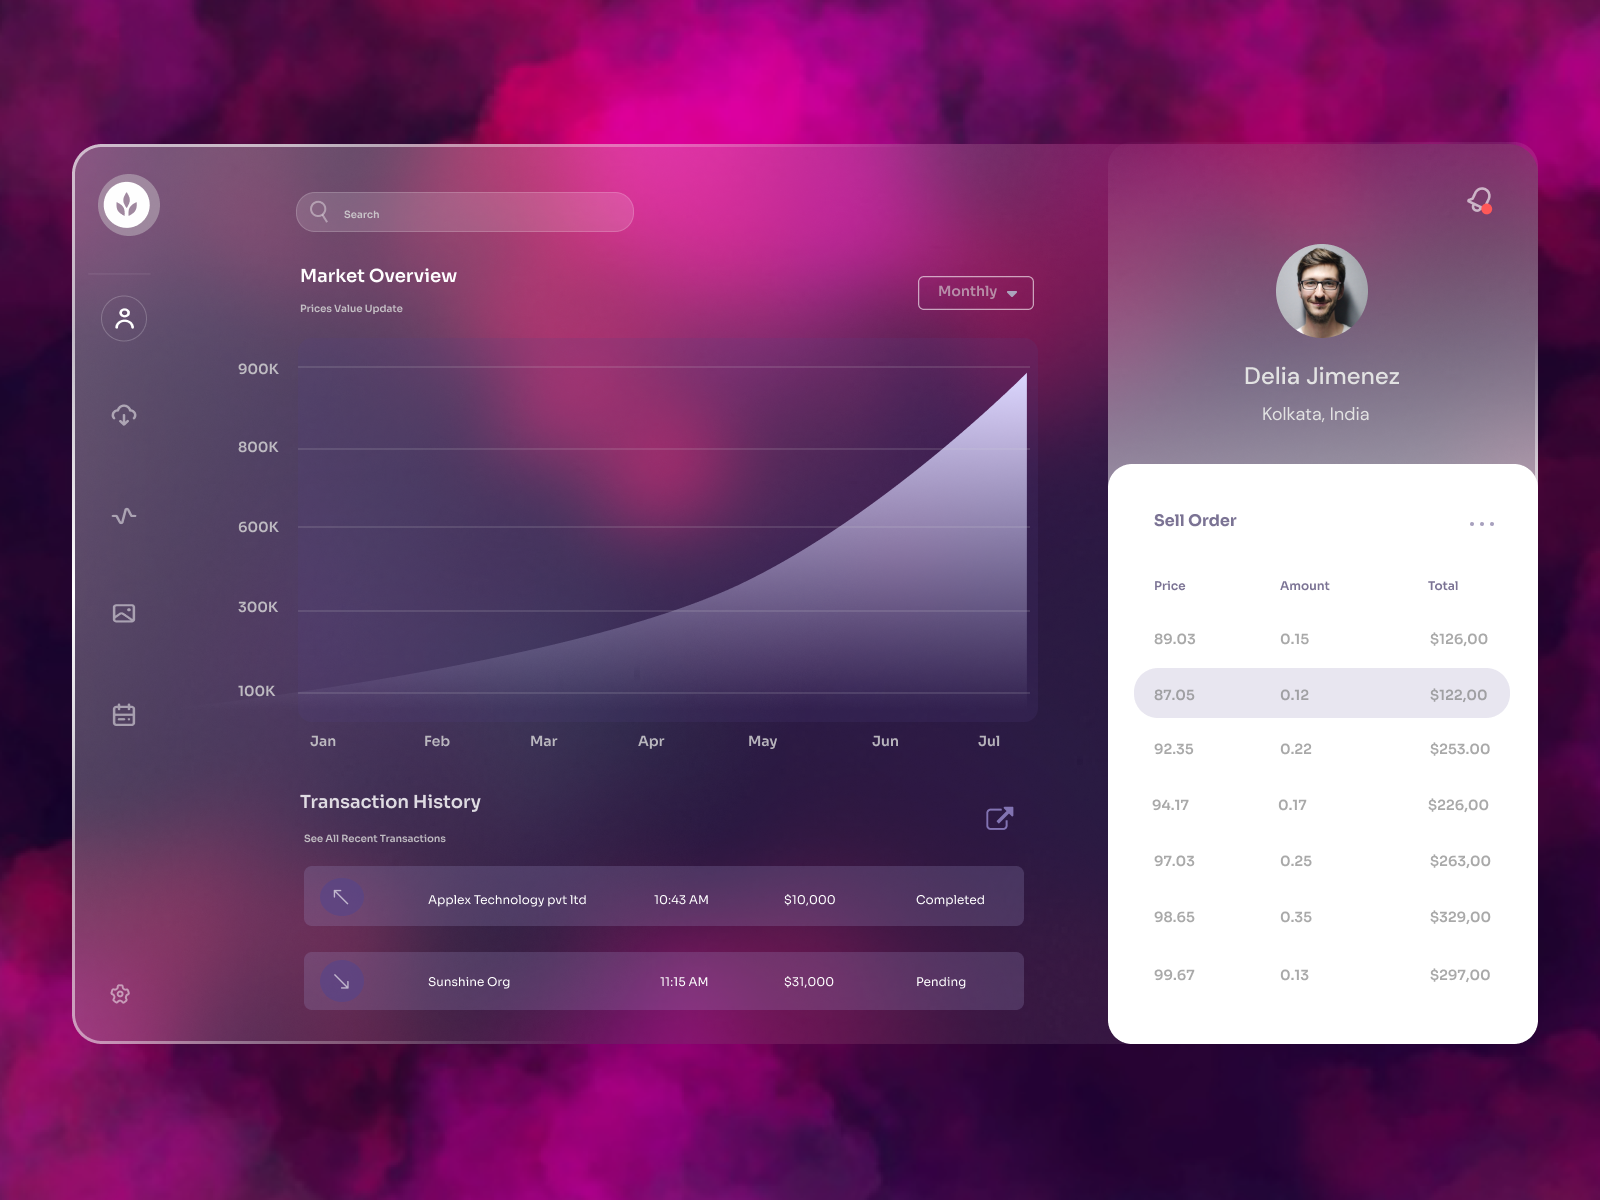 Search
Market Overview
Prices Value Update
Monthly
900K
800K
600K
300K
100K
Jan Feb Mar Apr May Jun Jul
Transaction History
See All Recent Transactions
Applex Technology pvt ltd 10:43 AM $10,000 Completed
Sunshine Org 11:15 AM $31,000 Pending
Delia Jimenez
Kolkata, India
Sell Order
Price Amount Total
89.03 0.15 $126,00
87.05 0.12 $122,00
92.35 0.22 $253.00
94.17 0.17 $226,00
97.03 0.25 $263,00
98.65 0.35 $329,00
99.67 0.13 $297,00